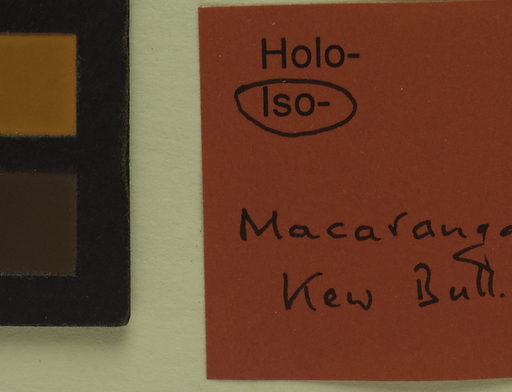 Holo-
Iso-
Macaranga
Kew Bull.